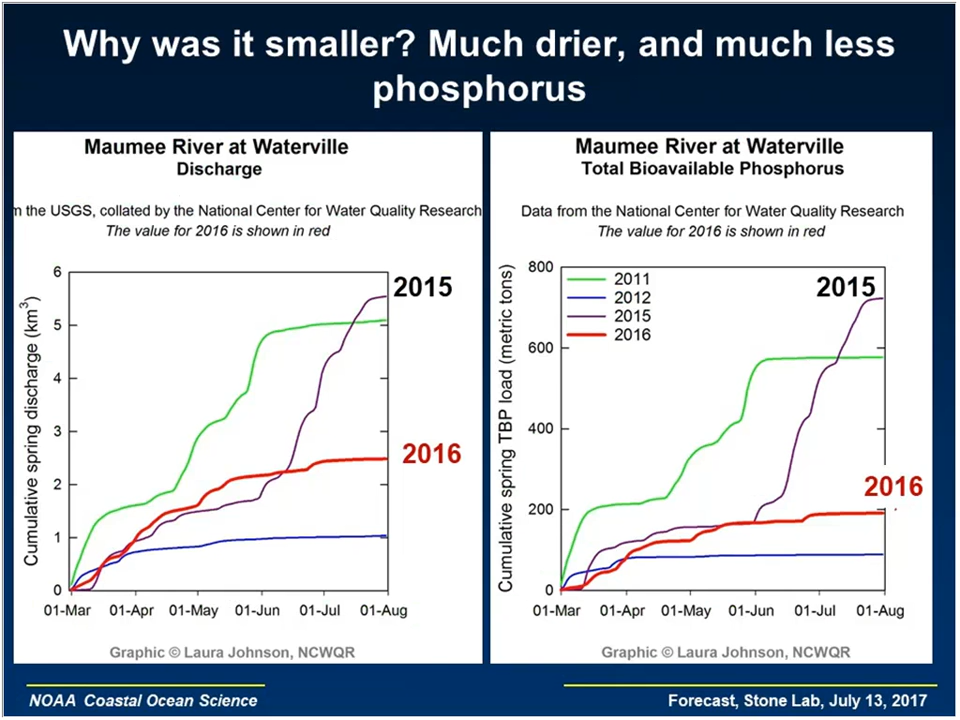 Why was it smaller? Much drier, and much less
phosphorus
Maumee River at Waterville
Discharge
m the USGS, collated by the National Center for Water Quality Research
The value for 2016 is shown in red
Cumulative spring discharge (km³)
6
5
4
3
2
1
0
2015
2016
01-Mar 01-Apr 01-May 01-Jun 01-Jul 01-Aug
Graphic © Laura Johnson, NCWQR
Maumee River at Waterville
Total Bioavailable Phosphorus
Data from the National Center for Water Quality Research
The value for 2016 is shown in red
Cumulative spring TBP load (metric tons)
800
600
400
200
0
2011
2012
2015
2016
2015
2016
01-Mar 01-Apr 01-May 01-Jun 01-Jul 01-Aug
Graphic © Laura Johnson, NCWQR
NOAA Coastal Ocean Science
Forecast, Stone Lab, July 13, 2017